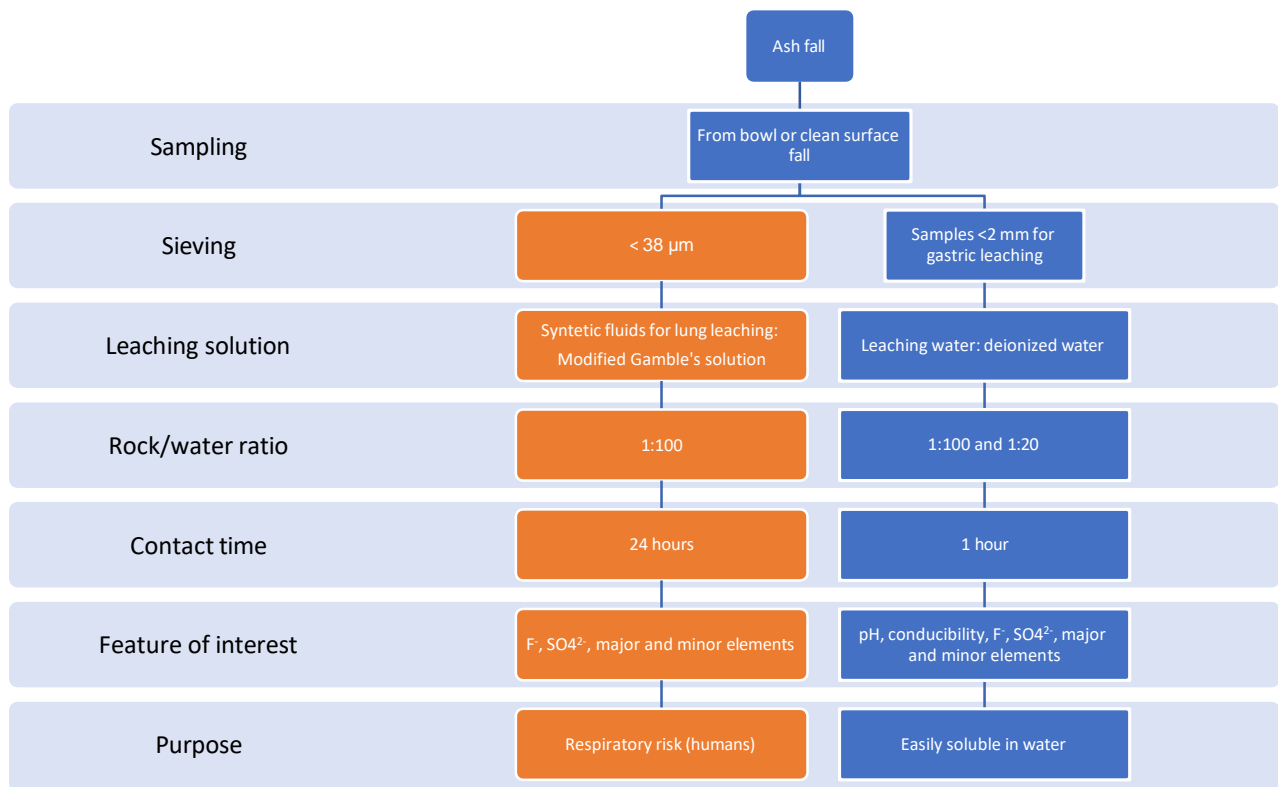 Ash fall
Sampling
From bowl or clean surface
fall
Sieving
< 38 µm
Samples <2 mm for
gastric leaching
Leaching solution
Syntetic fluids for lung leaching:
Modified Gamble's solution
Leaching water: deionized water
Rock/water ratio
1:100
1:100 and 1:20
Contact time
24 hours
1 hour
Feature of interest
F⁻, SO4²⁻, major and minor elements
pH, conducibility, F⁻, SO4²⁻, major
and minor elements
Purpose
Respiratory risk (humans)
Easily soluble in water